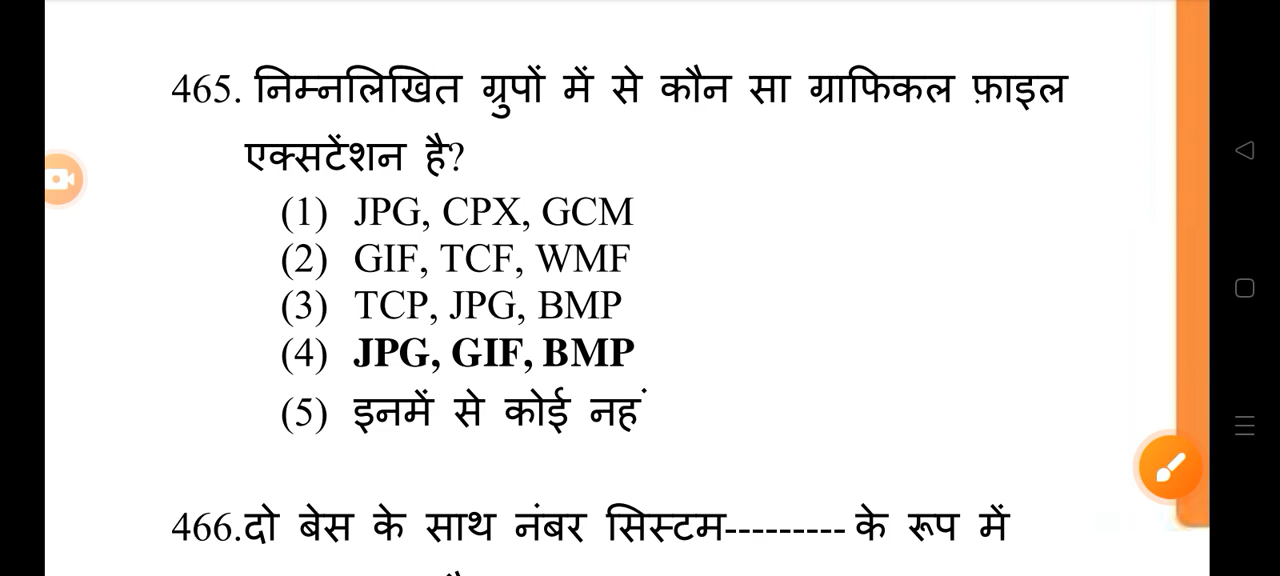 465. निम्नलिखित ग्रुपों में से कौन सा ग्राफिकल फ़ाइल
एक्सटेंशन है?
(1) JPG, CPX, GCM
(2) GIF, TCF, WMF
(3) TCP, JPG, BMP
(4) JPG, GIF, BMP
(5) इनमें से कोई नहं
466.दो बेस के साथ नंबर सिस्टम--------- के रूप में